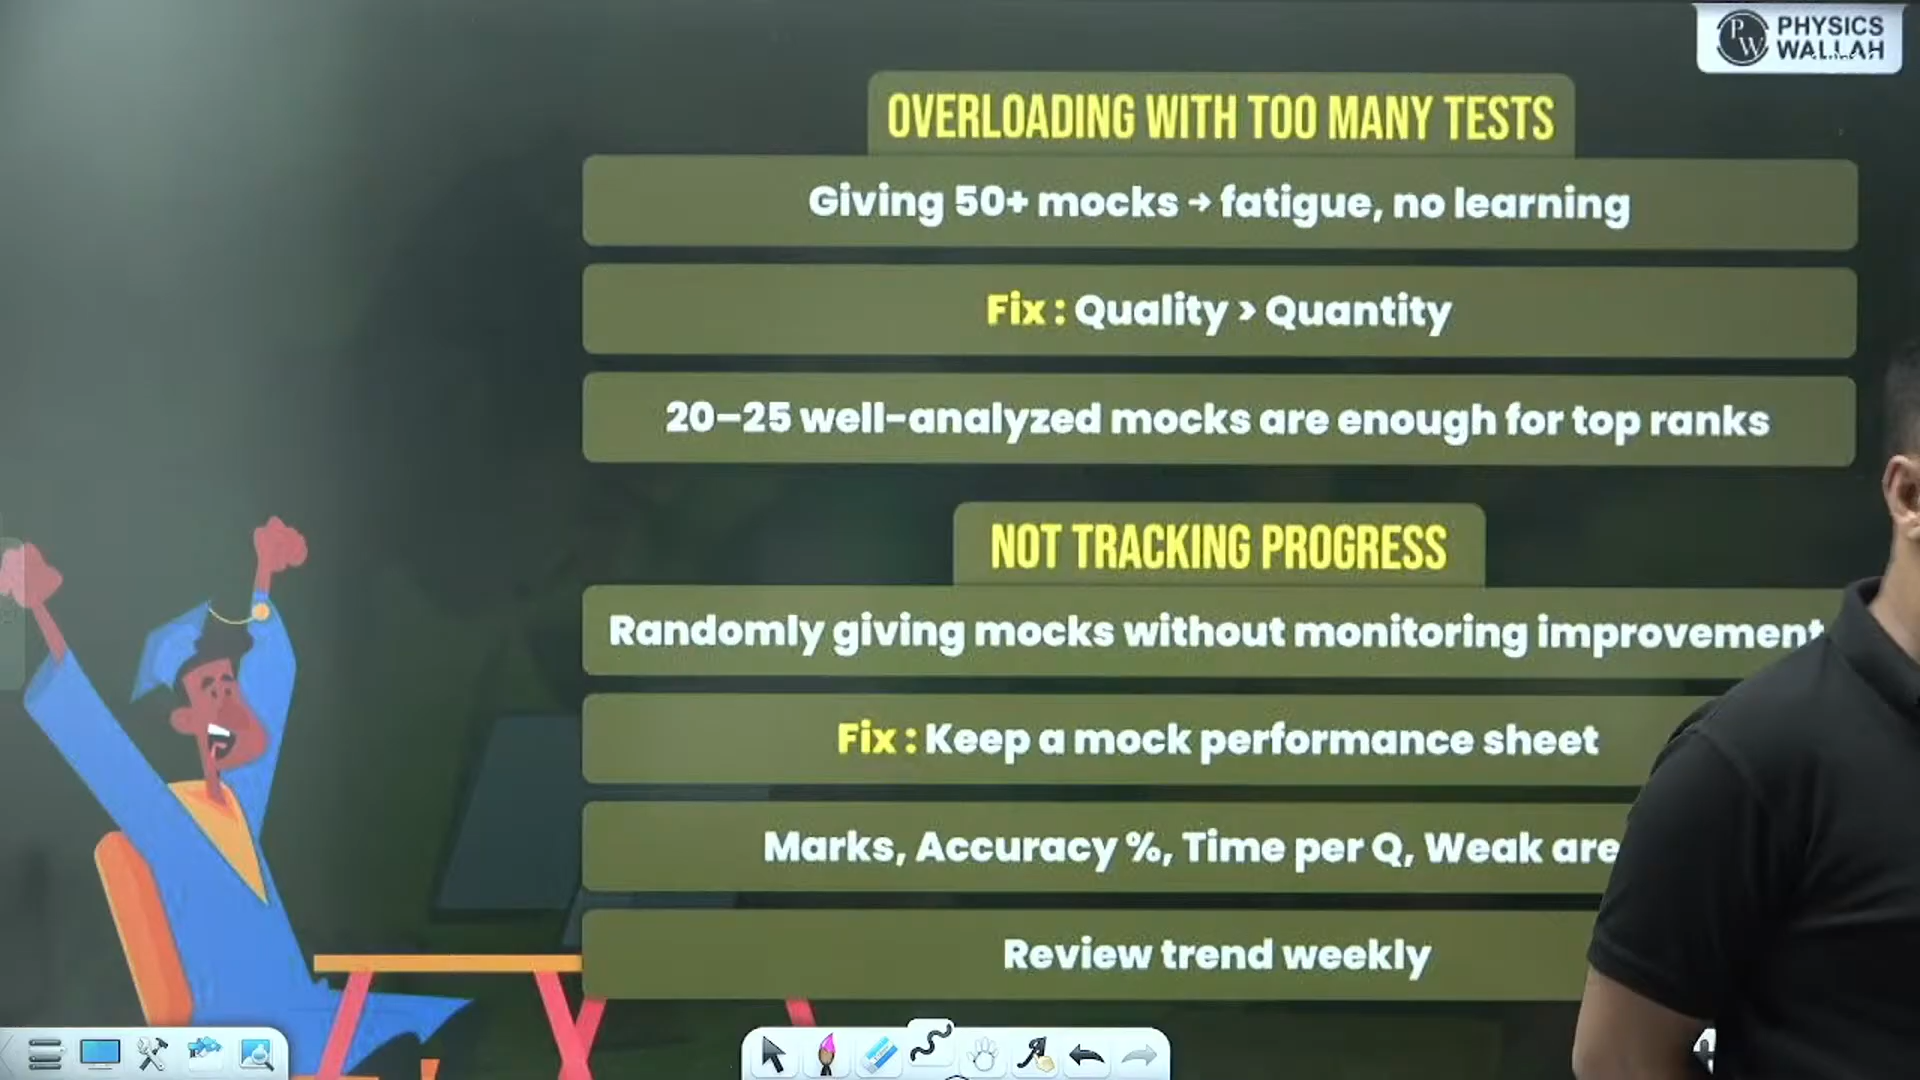 PHYSICS
WALLAH
OVERLOADING WITH TOO MANY TESTS
Giving 50+ mocks → fatigue, no learning
Fix : Quality > Quantity
20–25 well-analyzed mocks are enough for top ranks
NOT TRACKING PROGRESS
Randomly giving mocks without monitoring improvement
Fix : Keep a mock performance sheet
Marks, Accuracy %, Time per Q, Weak are
Review trend weekly